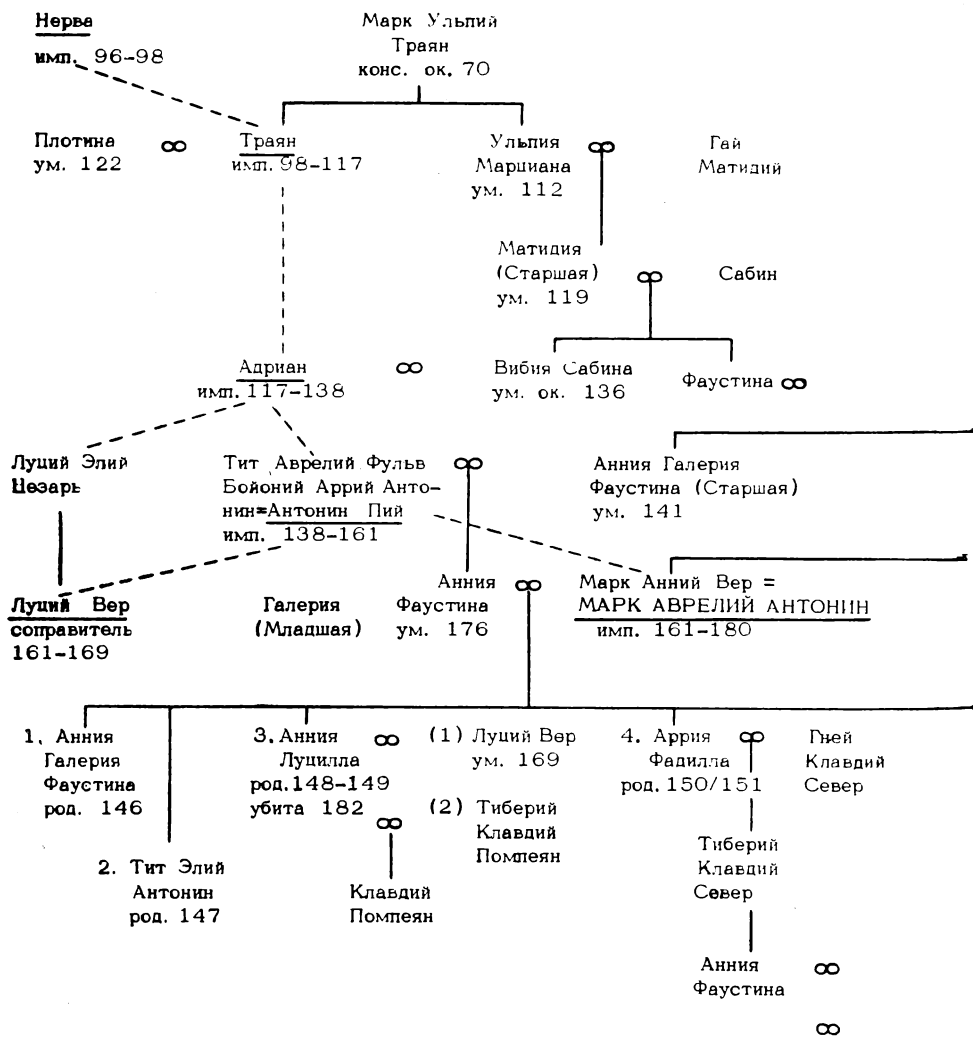 Нерва
имп. 96-98
Марк Ульпий
Траян
конс. ок. 70
Плотина
ум. 122
∞
Траян
имп. 98-117
Ульпия
Марциана
ум. 112
∞
Гай
Матидий
Матидия
(Старшая)
ум. 119
∞
Сабин
Адриан
имп. 117-138
∞
Вибия Сабина
ум. ок. 136
Фаустина ∞
Луций Элий
Цезарь
Тит Аврелий Фульв
Бойоний Аррий Анто-
нин=Антонин Пий
имп. 138-161
∞
Анния Галерия
Фаустина (Старшая)
ум. 141
Луций Вер
соправитель
161-169
Галерия
(Младшая)
Анния
Фаустина
ум. 176
∞
Марк Анний Вер =
МАРК АВРЕЛИЙ АНТОНИН
имп. 161-180
1. Анния
Галерия
Фаустина
род. 146
2. Тит Элий
Антонин
род. 147
3. Анния
Луцилла
род. 148-149
убита 182
∞
(1) Луций Вер
ум. 169
∞
(2) Тиберий
Клавдий
Помпеян
Клавдий
Помпеян
4. Аррия
Фадилла
род. 150/151
∞
Гней
Клавдий
Север
Тиберий
Клавдий
Север
Анния
Фаустина
∞
∞